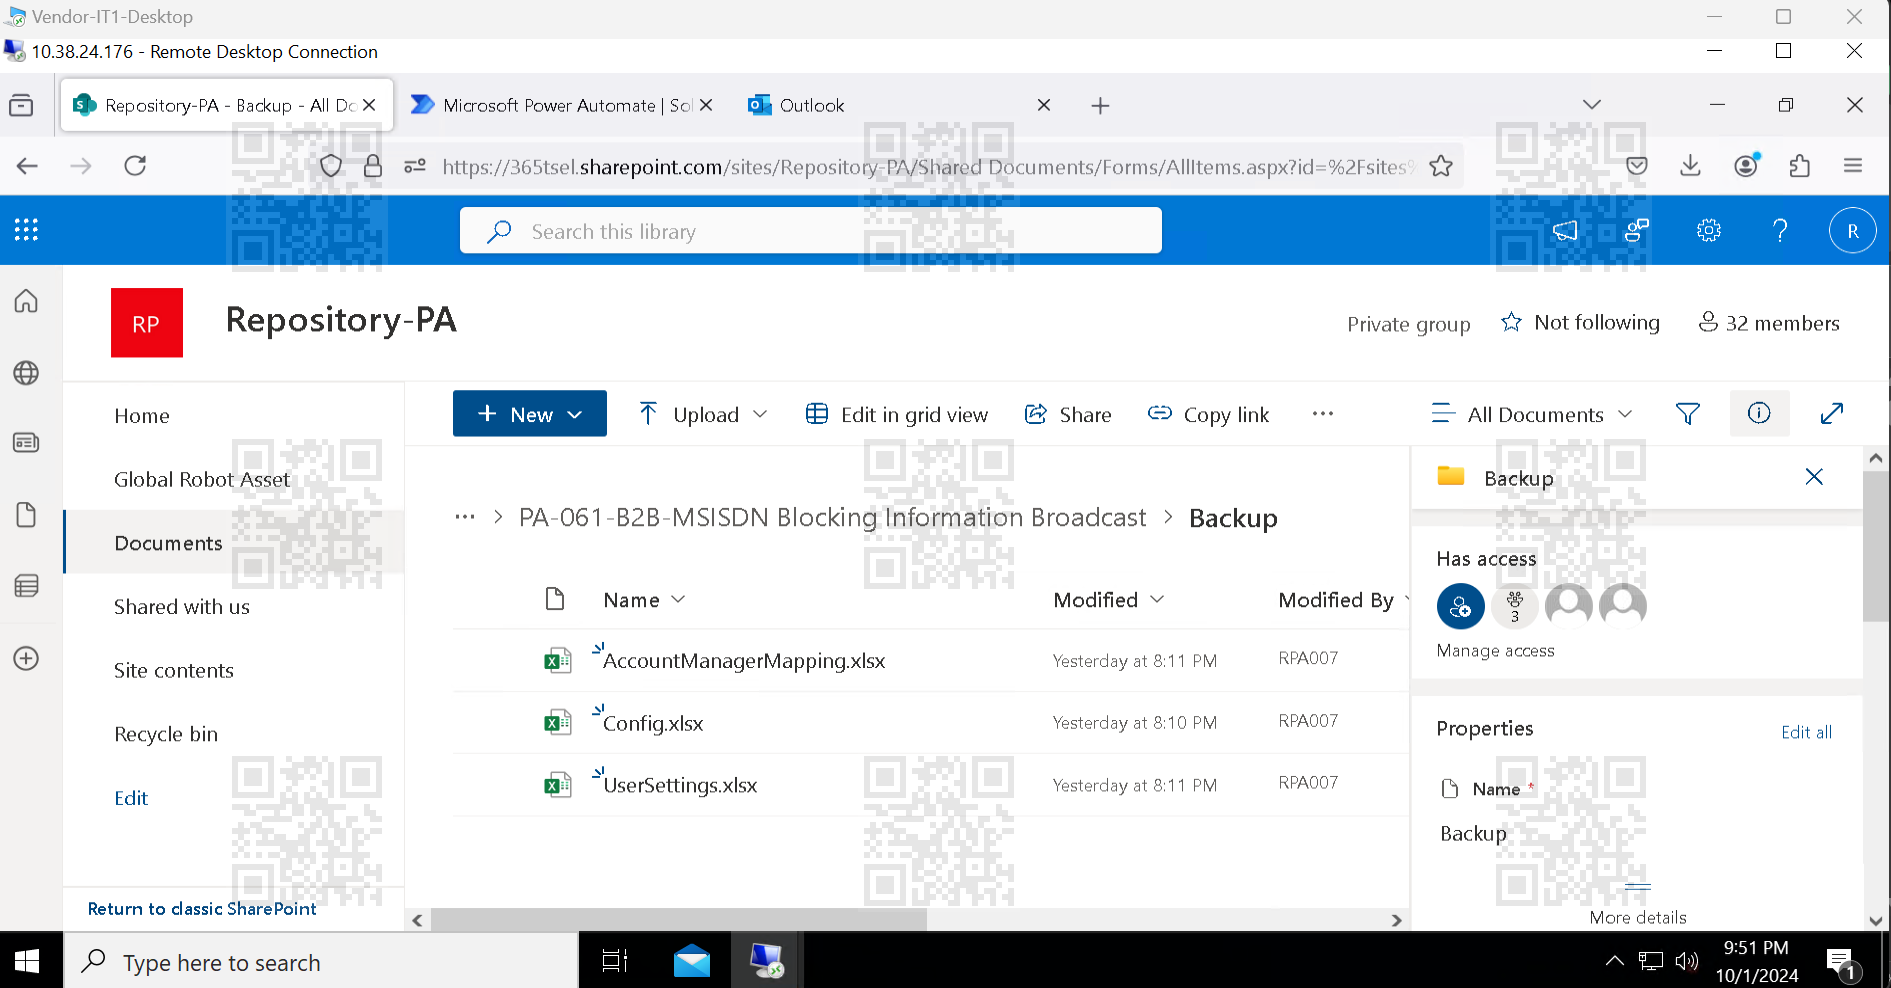 Vendor-IT1-Desktop
10.38.24.176 - Remote Desktop Connection
Repository-PA - Backup - All Do
Microsoft Power Automate | Sol
Outlook
https://365tsel.sharepoint.com/sites/Repository-PA/Shared Documents/Forms/AllItems.aspx?id=%2Fsites%
Search this library
R
RP
Repository-PA
Private group
Not following
32 members
Home
Global Robot Asset
Documents
Shared with us
Site contents
Recycle bin
Edit
Return to classic SharePoint
+ New
Upload
Edit in grid view
Share
Copy link
...
All Documents
... > PA-061-B2B-MSISDN Blocking Information Broadcast > Backup
Name Modified Modified By
AccountManagerMapping.xlsx Yesterday at 8:11 PM RPA007
Config.xlsx Yesterday at 8:10 PM RPA007
UserSettings.xlsx Yesterday at 8:11 PM RPA007
Backup
Has access
3
Manage access
Properties
Edit all
Name *
Backup
More details
Type here to search
9:51 PM
10/1/2024
1